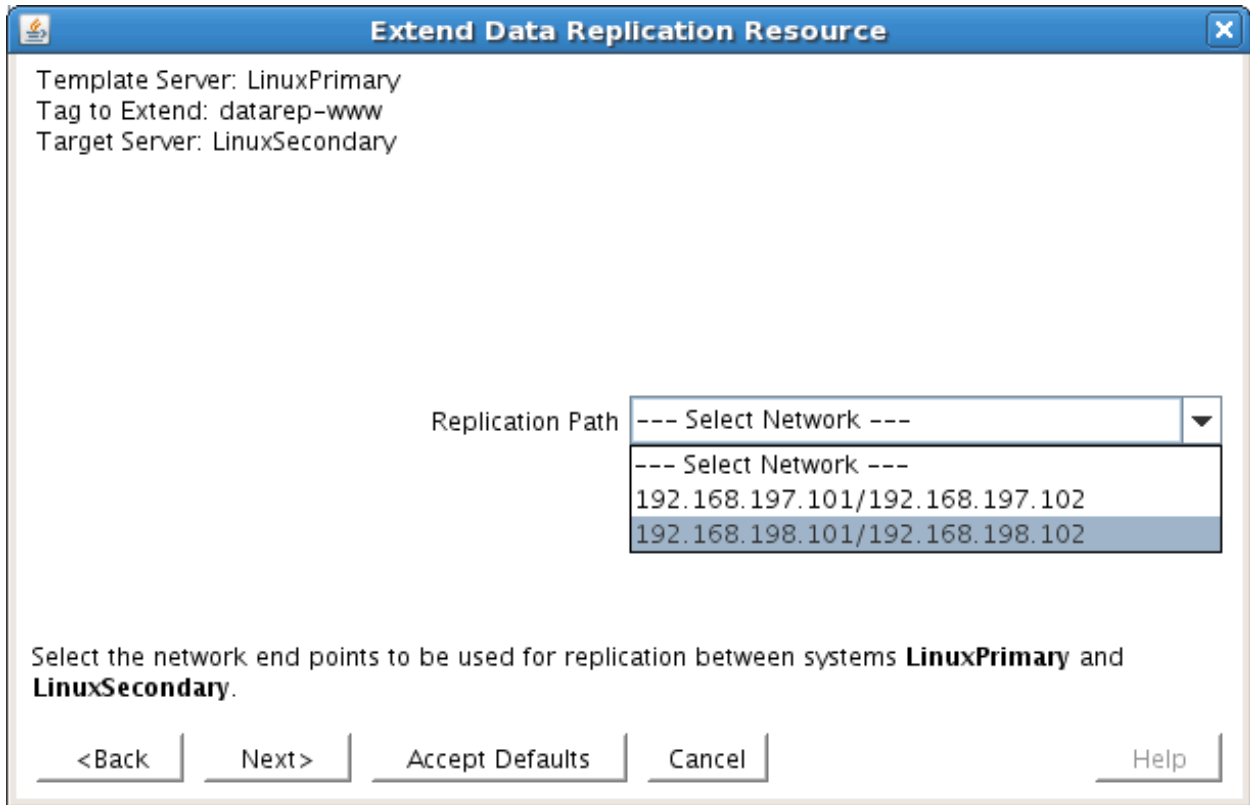 Extend Data Replication Resource
Template Server: LinuxPrimary
Tag to Extend: datarep-www
Target Server: LinuxSecondary
Replication Path --- Select Network ---
--- Select Network ---
192.168.197.101/192.168.197.102
192.168.198.101/192.168.198.102
Select the network end points to be used for replication between systems LinuxPrimary and
LinuxSecondary.
<Back Next> Accept Defaults Cancel Help